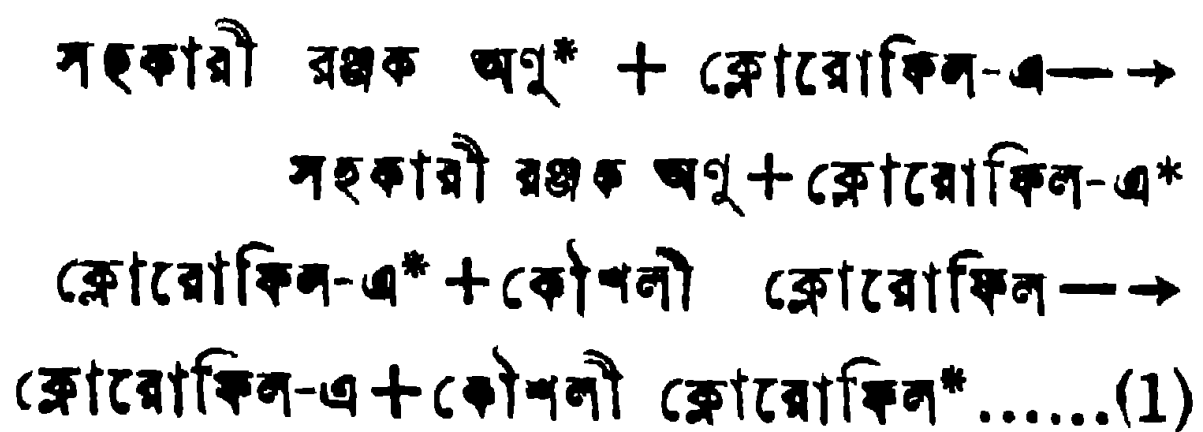 সহকারী রঞ্জক অণু* + ক্লোরোফিল-এ—→
সহকারী রঞ্জক অণু + ক্লোরোফিল-এ*
ক্লোরোফিল-এ* + কৌশলী ক্লোরোফিল—→
ক্লোরোফিল-এ + কৌশলী ক্লোরোফিল*......(1)